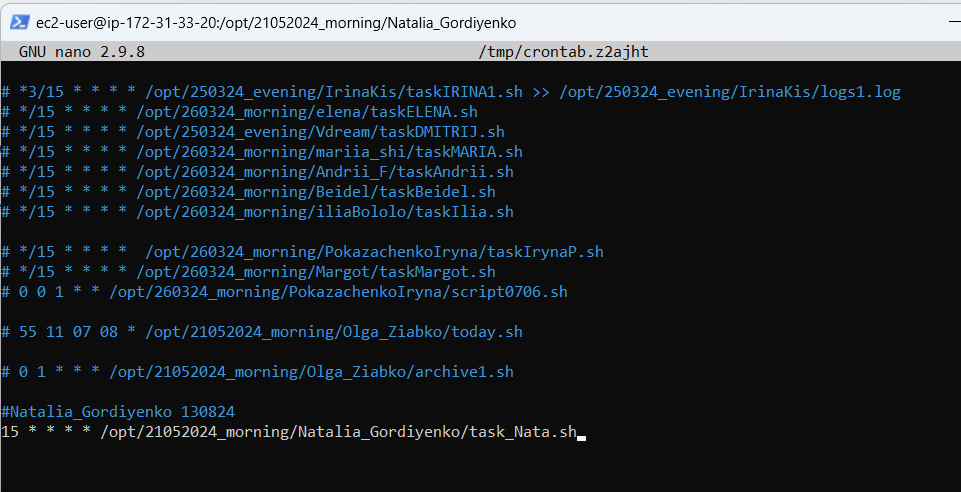 ec2-user@ip-172-31-33-20:/opt/21052024_morning/Natalia_Gordiyenko
GNU nano 2.9.8 /tmp/crontab.z2ajht
# *3/15 * * * * /opt/250324_evening/IrinaKis/taskIRINA1.sh >> /opt/250324_evening/IrinaKis/logs1.log
# */15 * * * * /opt/260324_morning/elena/taskELENA.sh
# */15 * * * * /opt/250324_evening/Vdream/taskDMITRIJ.sh
# */15 * * * * /opt/260324_morning/mariia_shi/taskMARIA.sh
# */15 * * * * /opt/260324_morning/Andrii_F/taskAndrii.sh
# */15 * * * * /opt/260324_morning/Beidel/taskBeidel.sh
# */15 * * * * /opt/260324_morning/iliaBololo/taskIlia.sh
# */15 * * * *  /opt/260324_morning/PokazachenkoIryna/taskIrynaP.sh
# */15 * * * * /opt/260324_morning/Margot/taskMargot.sh
# 0 0 1 * * /opt/260324_morning/PokazachenkoIryna/script0706.sh
# 55 11 07 08 * /opt/21052024_morning/Olga_Ziabko/today.sh
# 0 1 * * * /opt/21052024_morning/Olga_Ziabko/archive1.sh
#Natalia_Gordiyenko 130824
15 * * * * /opt/21052024_morning/Natalia_Gordiyenko/task_Nata.sh